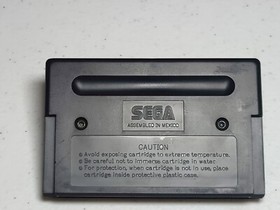 SEGA
ASSEMBLED IN MEXICO
CAUTION
Avoid exposing cartridge to extreme temperature.
Be careful not to immerse cartridge in water.
For protection, when cartridge is not in use, place
cartridge inside protective plastic case.